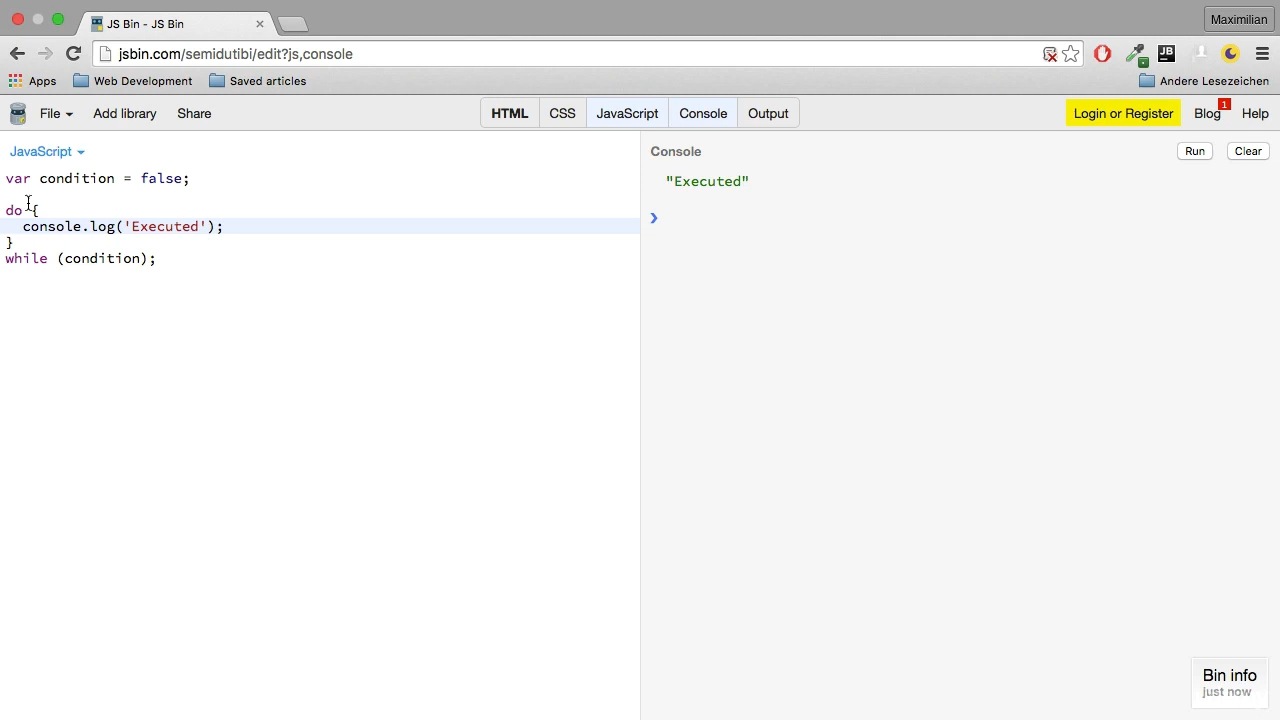 JS Bin - JS Bin
Maximilian
jsbin.com/semidutibi/edit?js,console
JB
Apps Web Development Saved articles Andere Lesezeichen
File Add library Share HTML CSS JavaScript Console Output Login or Register Blog 1 Help
JavaScript
var condition = false;
do {
console.log('Executed');
}
while (condition);
Console Run Clear
"Executed"
Bin info
just now